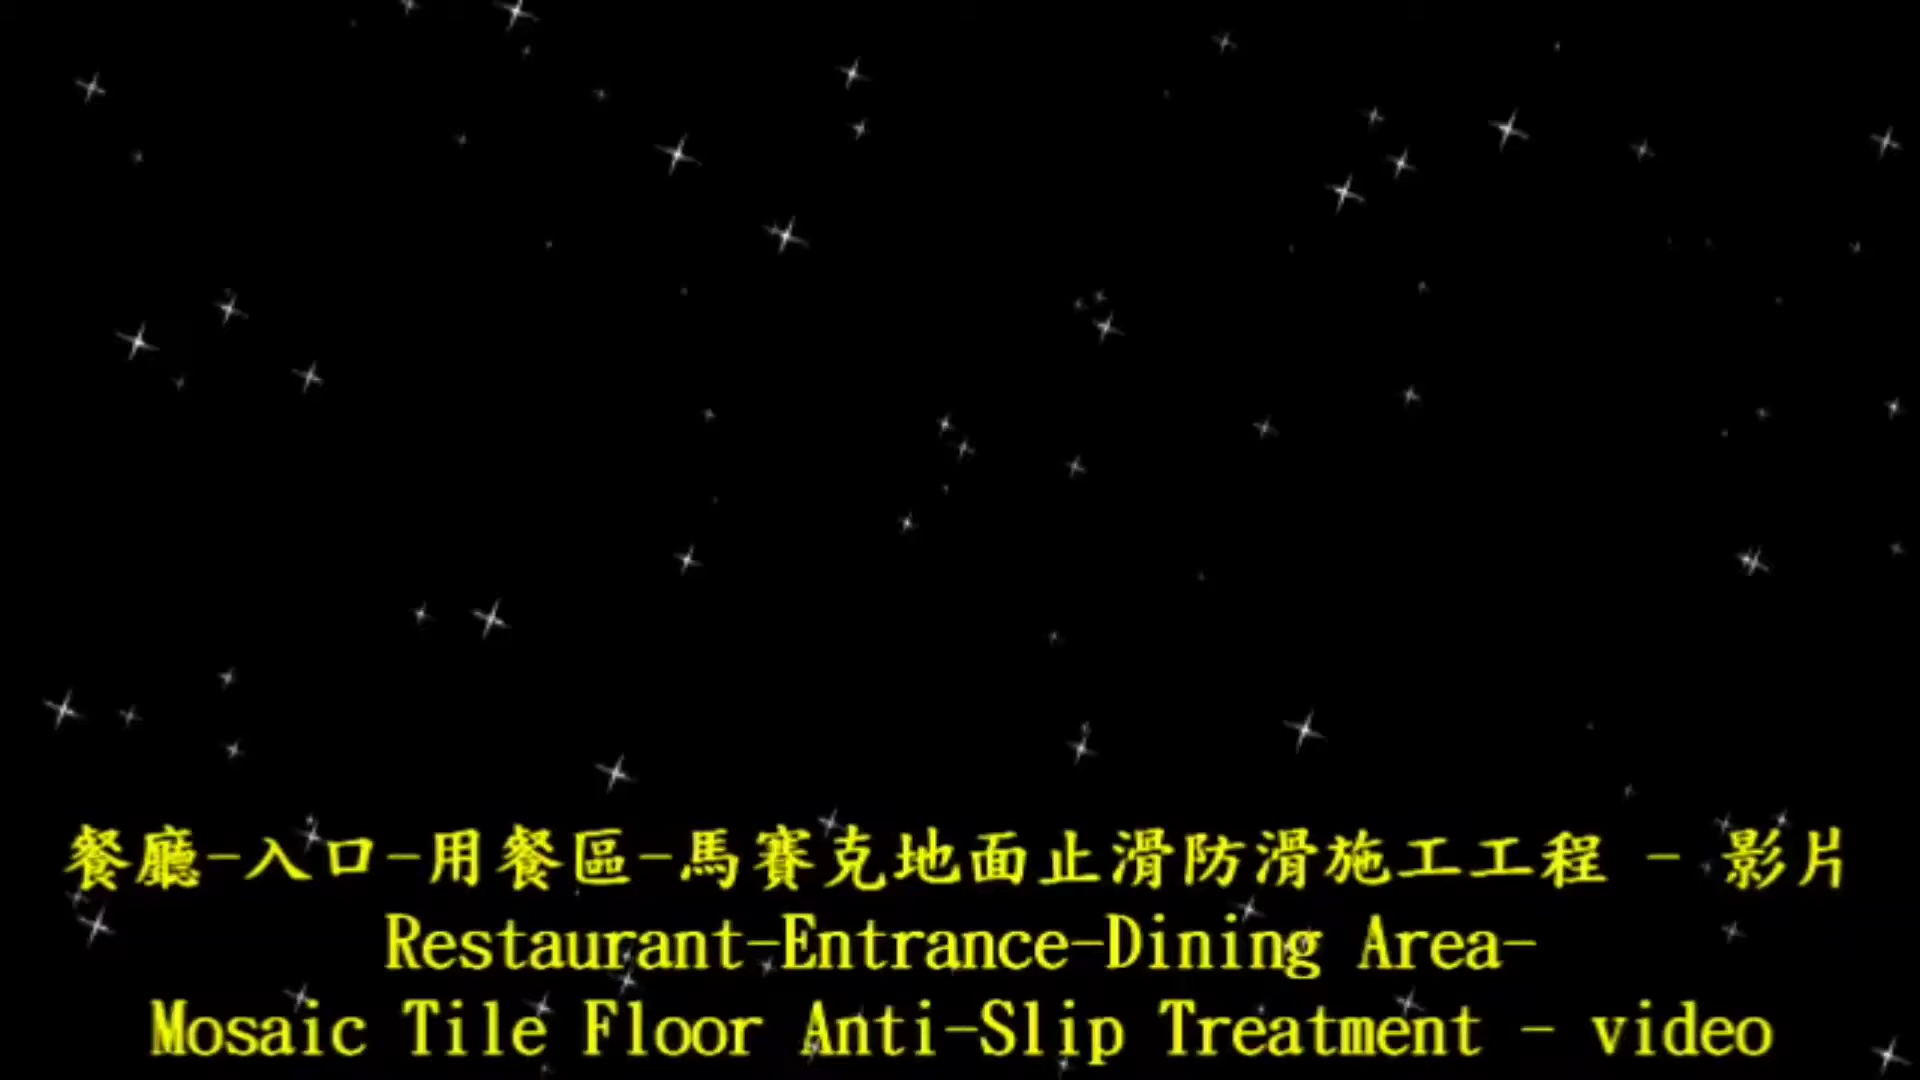 餐廳-入口-用餐區-馬賽克地面止滑防滑施工工程 - 影片
Restaurant-Entrance-Dining Area-
Mosaic Tile Floor Anti-Slip Treatment - video